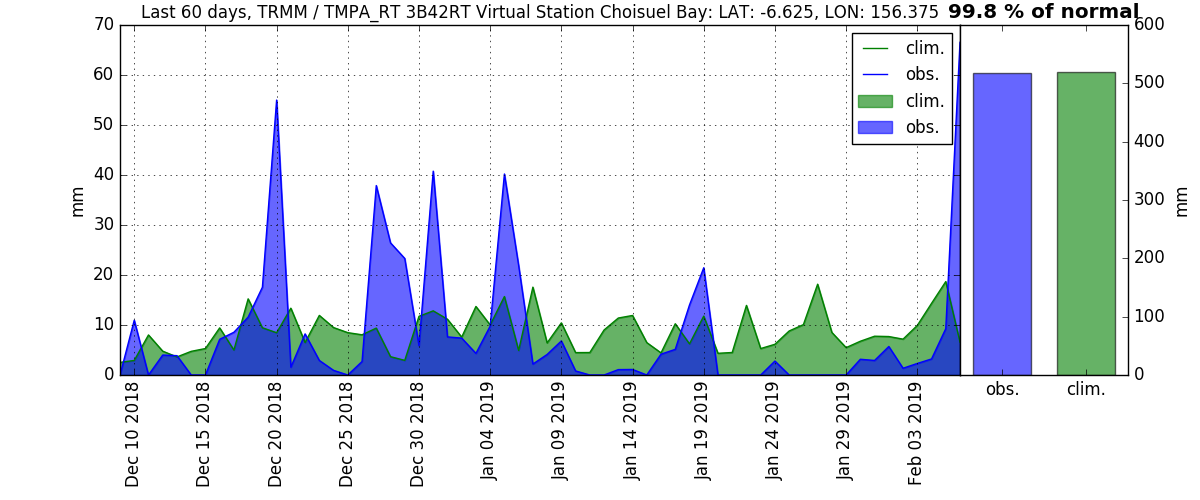 Last 60 days, TRMM / TMPA_RT 3B42RT Virtual Station Choisuel Bay: LAT: -6.625, LON: 156.375 99.8 % of normal
70
60
50
40
30
20
10
0
mm
clim.
obs.
clim.
obs.
600
500
400
300
200
100
0
mm
obs. clim.
Dec 10 2018
Dec 15 2018
Dec 20 2018
Dec 25 2018
Dec 30 2018
Jan 04 2019
Jan 09 2019
Jan 14 2019
Jan 19 2019
Jan 24 2019
Jan 29 2019
Feb 03 2019